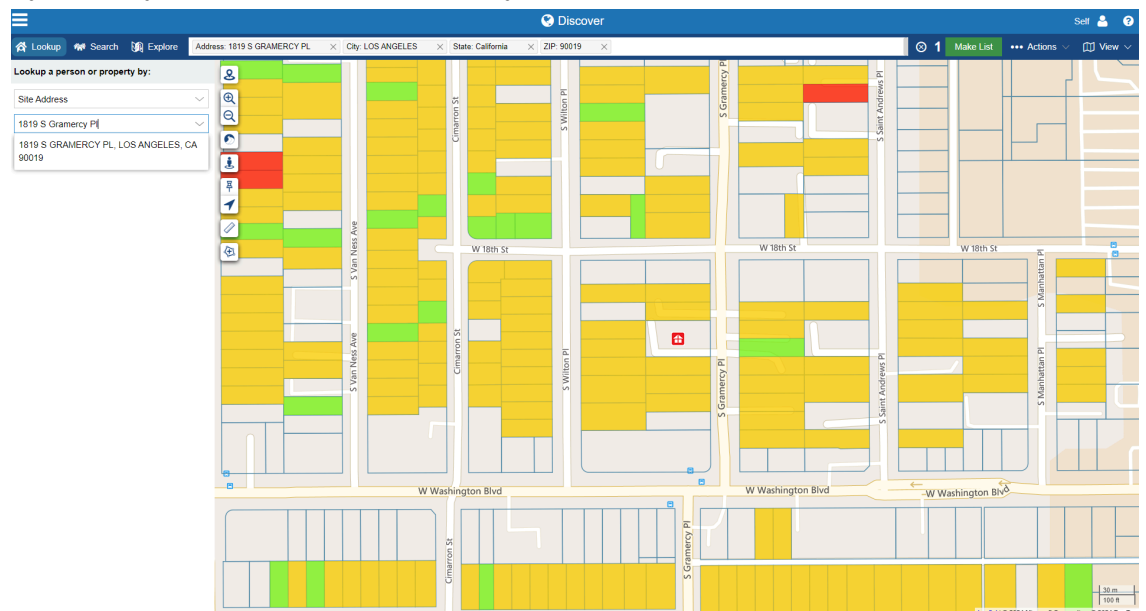 Discover
Self
Lookup
Search
Explore
Address: 1819 S GRAMERCY PL ×
City: LOS ANGELES ×
State: California ×
ZIP: 90019 ×
1
Make List
Actions
View
Lookup a person or property by:
Site Address
1819 S Gramercy Pl
1819 S GRAMERCY PL, LOS ANGELES, CA
90019
Cimarron St
S Wilton Pl
S Gramercy Pl
S Saint Andrews Pl
S Van Ness Ave
W 18th St
W 18th St
W 18th St
S Manhattan Pl
S Van Ness Ave
Cimarron St
S Wilton Pl
S Gramercy Pl
S Saint Andrews Pl
S Manhattan Pl
W Washington Blvd
W Washington Blvd
W Washington Blvd
Cimarron St
S Gramercy Pl
30 m
100 ft